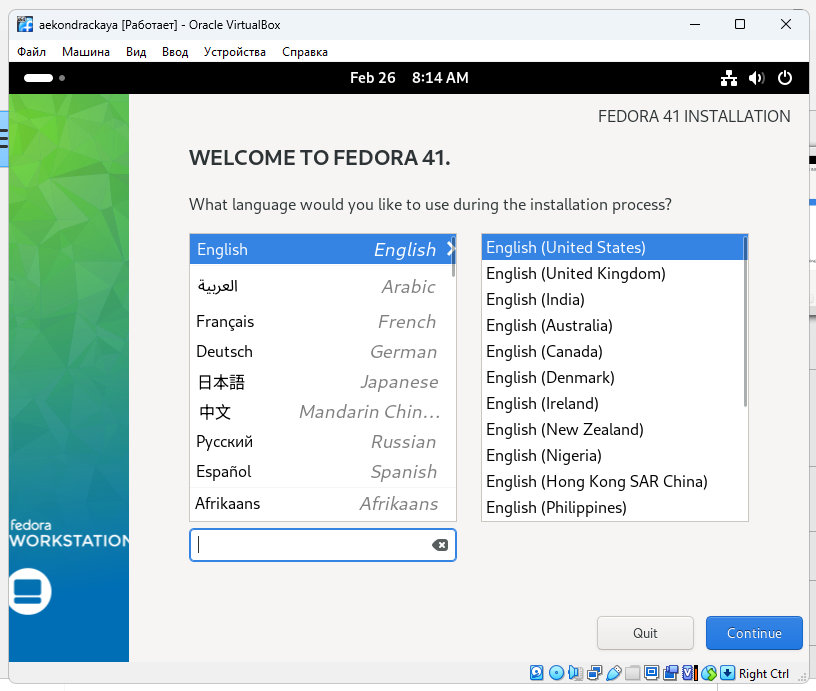 aekondrackaya [Работает] - Oracle VirtualBox
Файл Машина Вид Ввод Устройства Справка
Feb 26 8:14 AM
FEDORA 41 INSTALLATION
WELCOME TO FEDORA 41.
What language would you like to use during the installation process?
English English
العربية Arabic
Français French
Deutsch German
日本語 Japanese
中文 Mandarin Chin...
Русский Russian
Español Spanish
Afrikaans Afrikaans
English (United States)
English (United Kingdom)
English (India)
English (Australia)
English (Canada)
English (Denmark)
English (Ireland)
English (New Zealand)
English (Nigeria)
English (Hong Kong SAR China)
English (Philippines)
fedora
WORKSTATION
Quit Continue
Right Ctrl